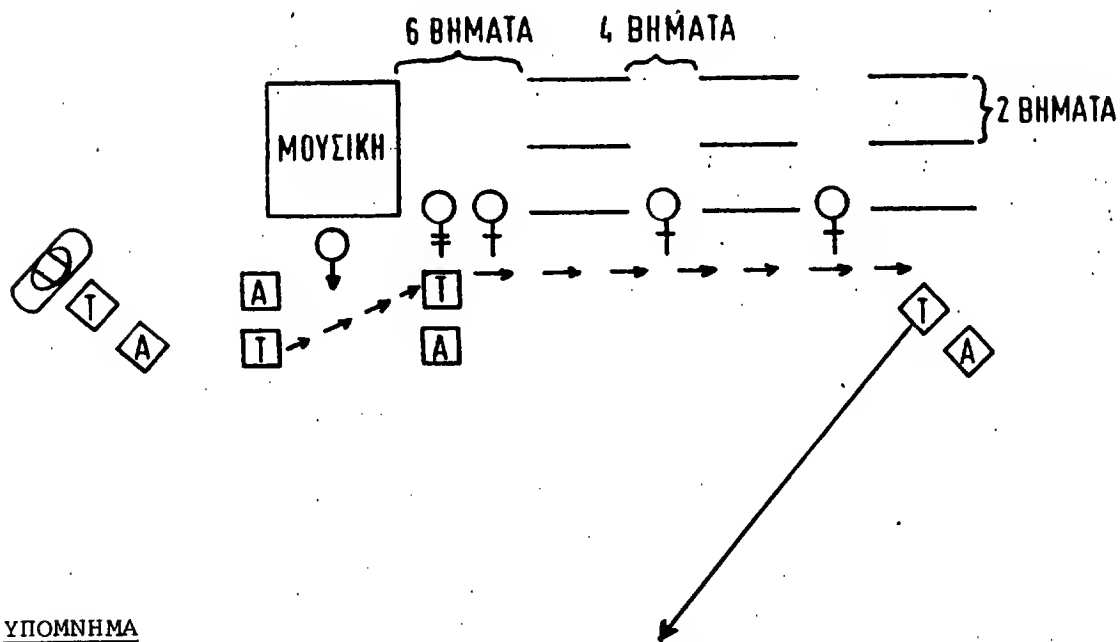 6 ΒΗΜΑΤΑ 4 ΒΗΜΑΤΑ
2 ΒΗΜΑΤΑ
ΜΟΥΣΙΚΗ
Α Τ
Τ Τ
Α Α Τ
Α
ΥΠΟΜΝΗΜΑ